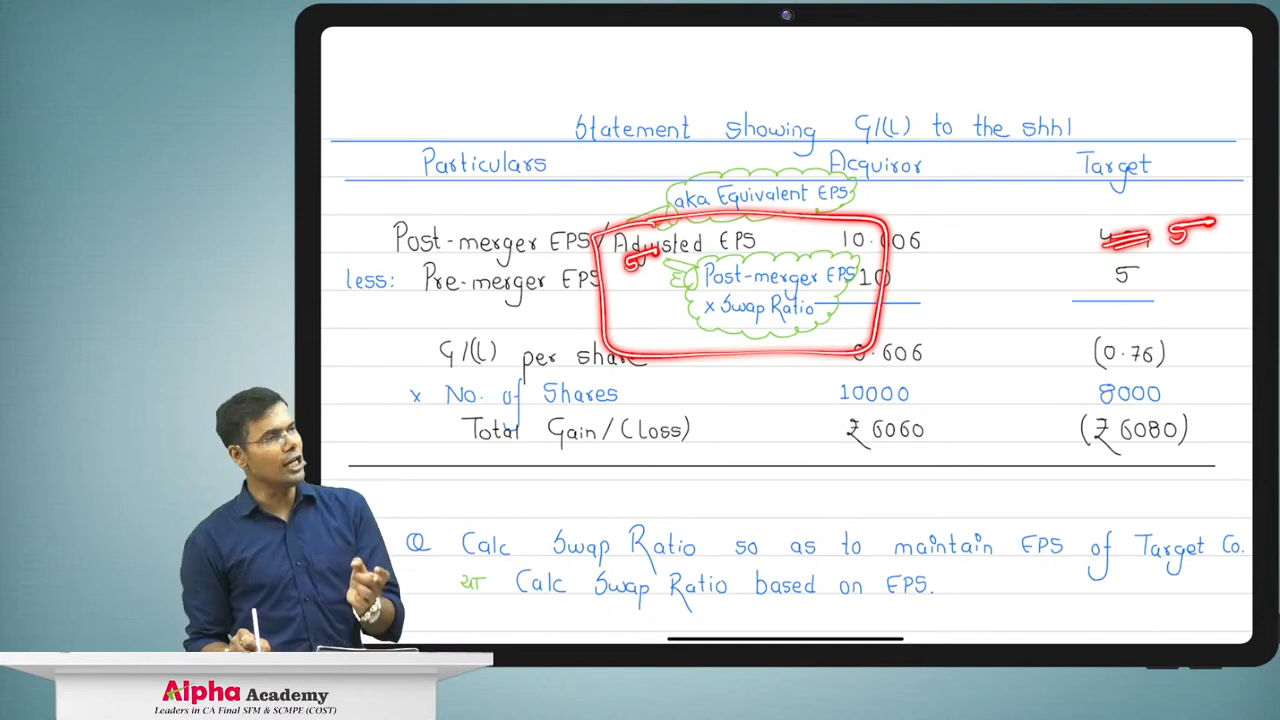 Statement showing G/(L) to the shhl
Particulars Acquiror Target
aka Equivalent EPS
Post-merger EPS/Adjusted EPS 10.606 5
5
less: Pre-merger EPS 10 5
Post-merger EPS
x Swap Ratio
G/(L) per share 0.606 (0.76)
x No. of Shares 10000 8000
Total Gain/(Loss) ₹6060 (₹6080)
Q Calc Swap Ratio so as to maintain EPS of Target Co.
या Calc Swap Ratio based on EPS.
Alpha Academy
Leaders in CA Final SFM & SCMPE (COST)